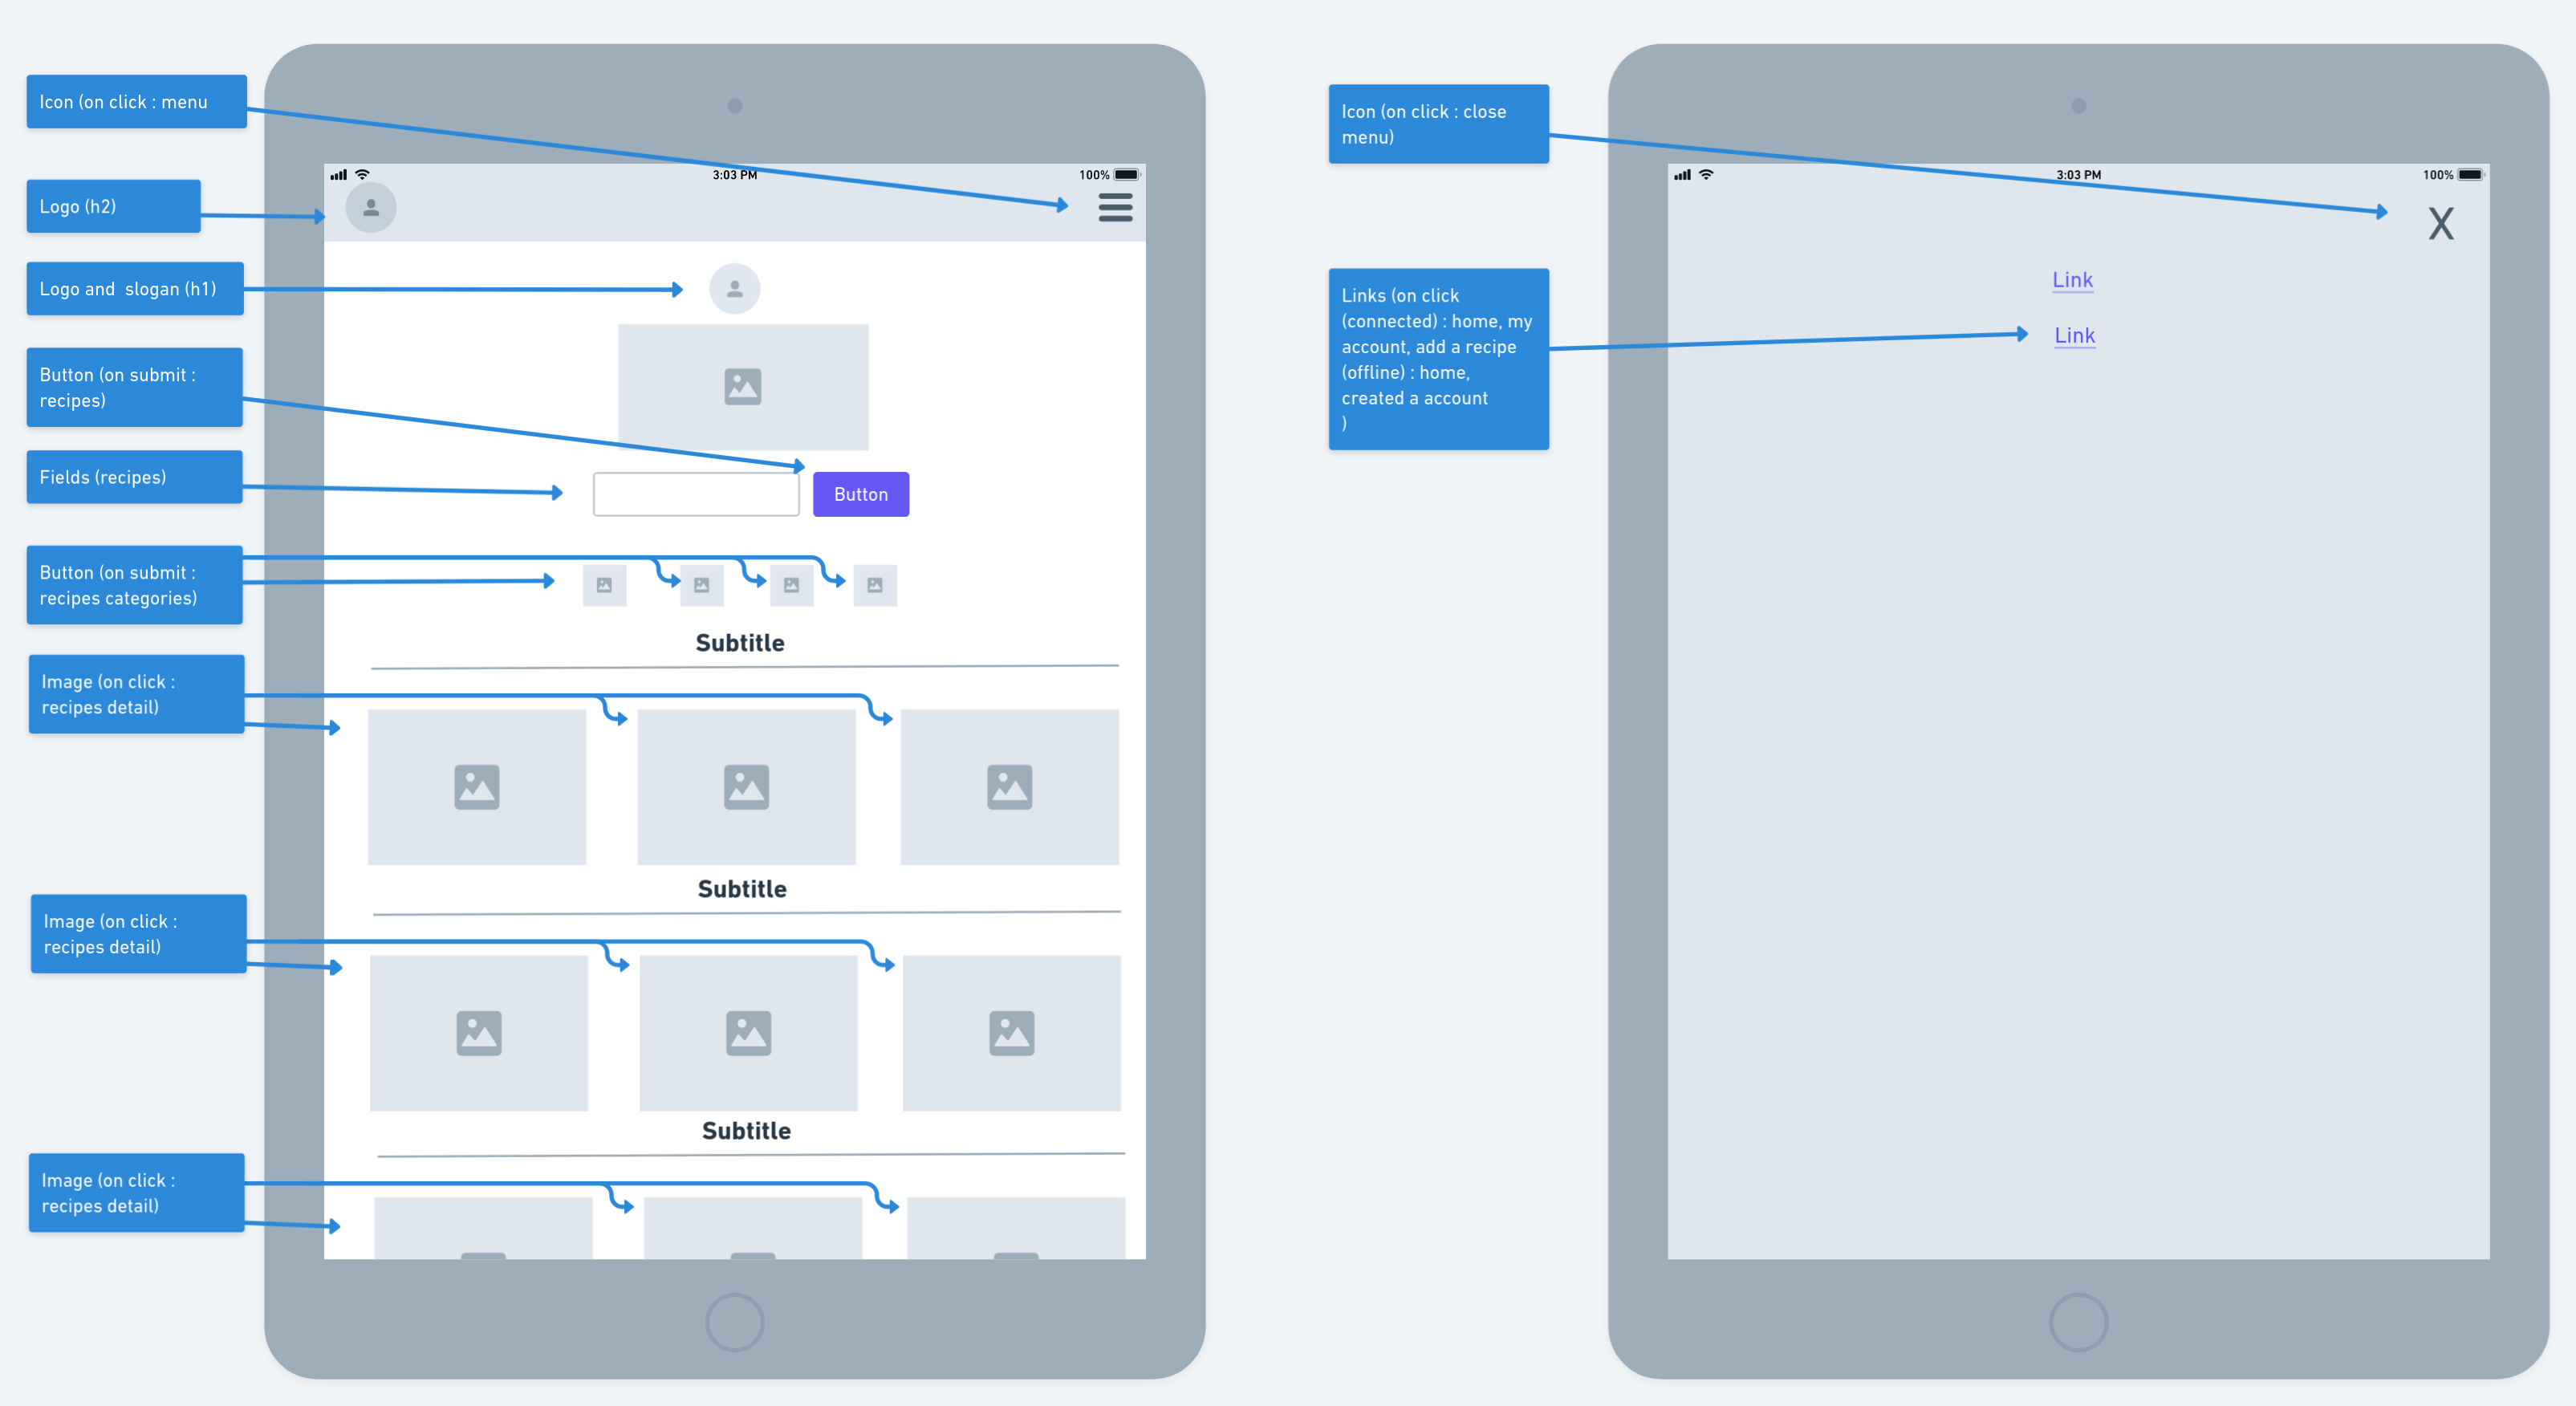 Icon (on click : menu
Logo (h2)
Logo and  slogan (h1)
Button (on submit :
recipes)
Fields (recipes)
Button (on submit :
recipes categories)
Image (on click :
recipes detail)
Image (on click :
recipes detail)
Image (on click :
recipes detail)
3:03 PM
100%
Button
Subtitle
Subtitle
Subtitle
Icon (on click : close
menu)
Links (on click
(connected) : home, my
account, add a recipe
(offline) : home,
created a account
)
3:03 PM
100%
X
Link
Link